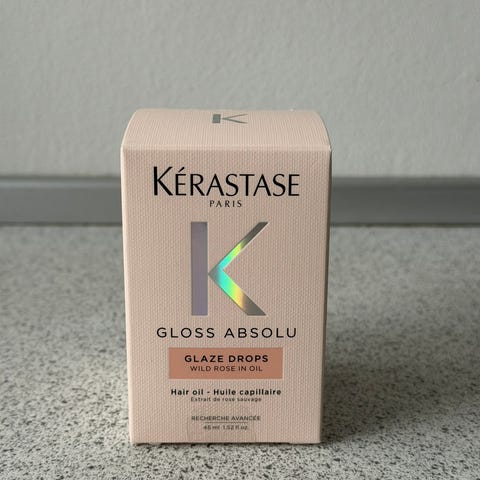 KÉRASTASE
PARIS
K
GLOSS ABSOLU
GLAZE DROPS
WILD ROSE IN OIL
Hair oil - Huile capillaire
Extrait de rose sauvage
RECHERCHE AVANCÉE
45 ml 1.52 fl.oz.